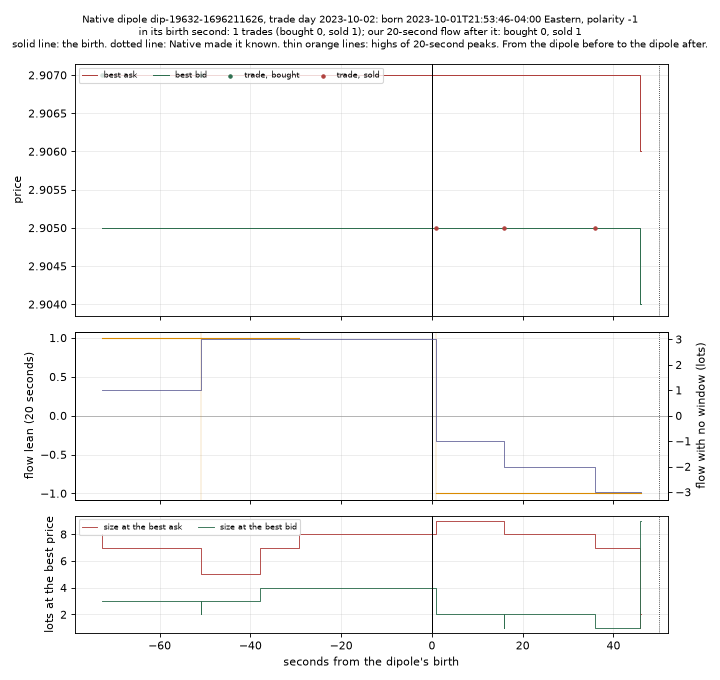 Native dipole dip-19632-1696211626, trade day 2023-10-02: born 2023-10-01T21:53:46-04:00 Eastern, polarity -1
in its birth second: 1 trades (bought 0, sold 1); our 20-second flow after it: bought 0, sold 1
solid line: the birth. dotted line: Native made it known. thin orange lines: highs of 20-second peaks. From the dipole before to the dipole after.
best ask best bid trade, bought trade, sold
2.9070
2.9065
2.9060
2.9055
2.9050
2.9045
2.9040
price
1.0
0.5
0.0
−0.5
−1.0
flow lean (20 seconds)
3
2
1
0
−1
−2
−3
flow with no window (lots)
size at the best ask size at the best bid
8
6
4
2
lots at the best price
−60 −40 −20 0 20 40
seconds from the dipole's birth